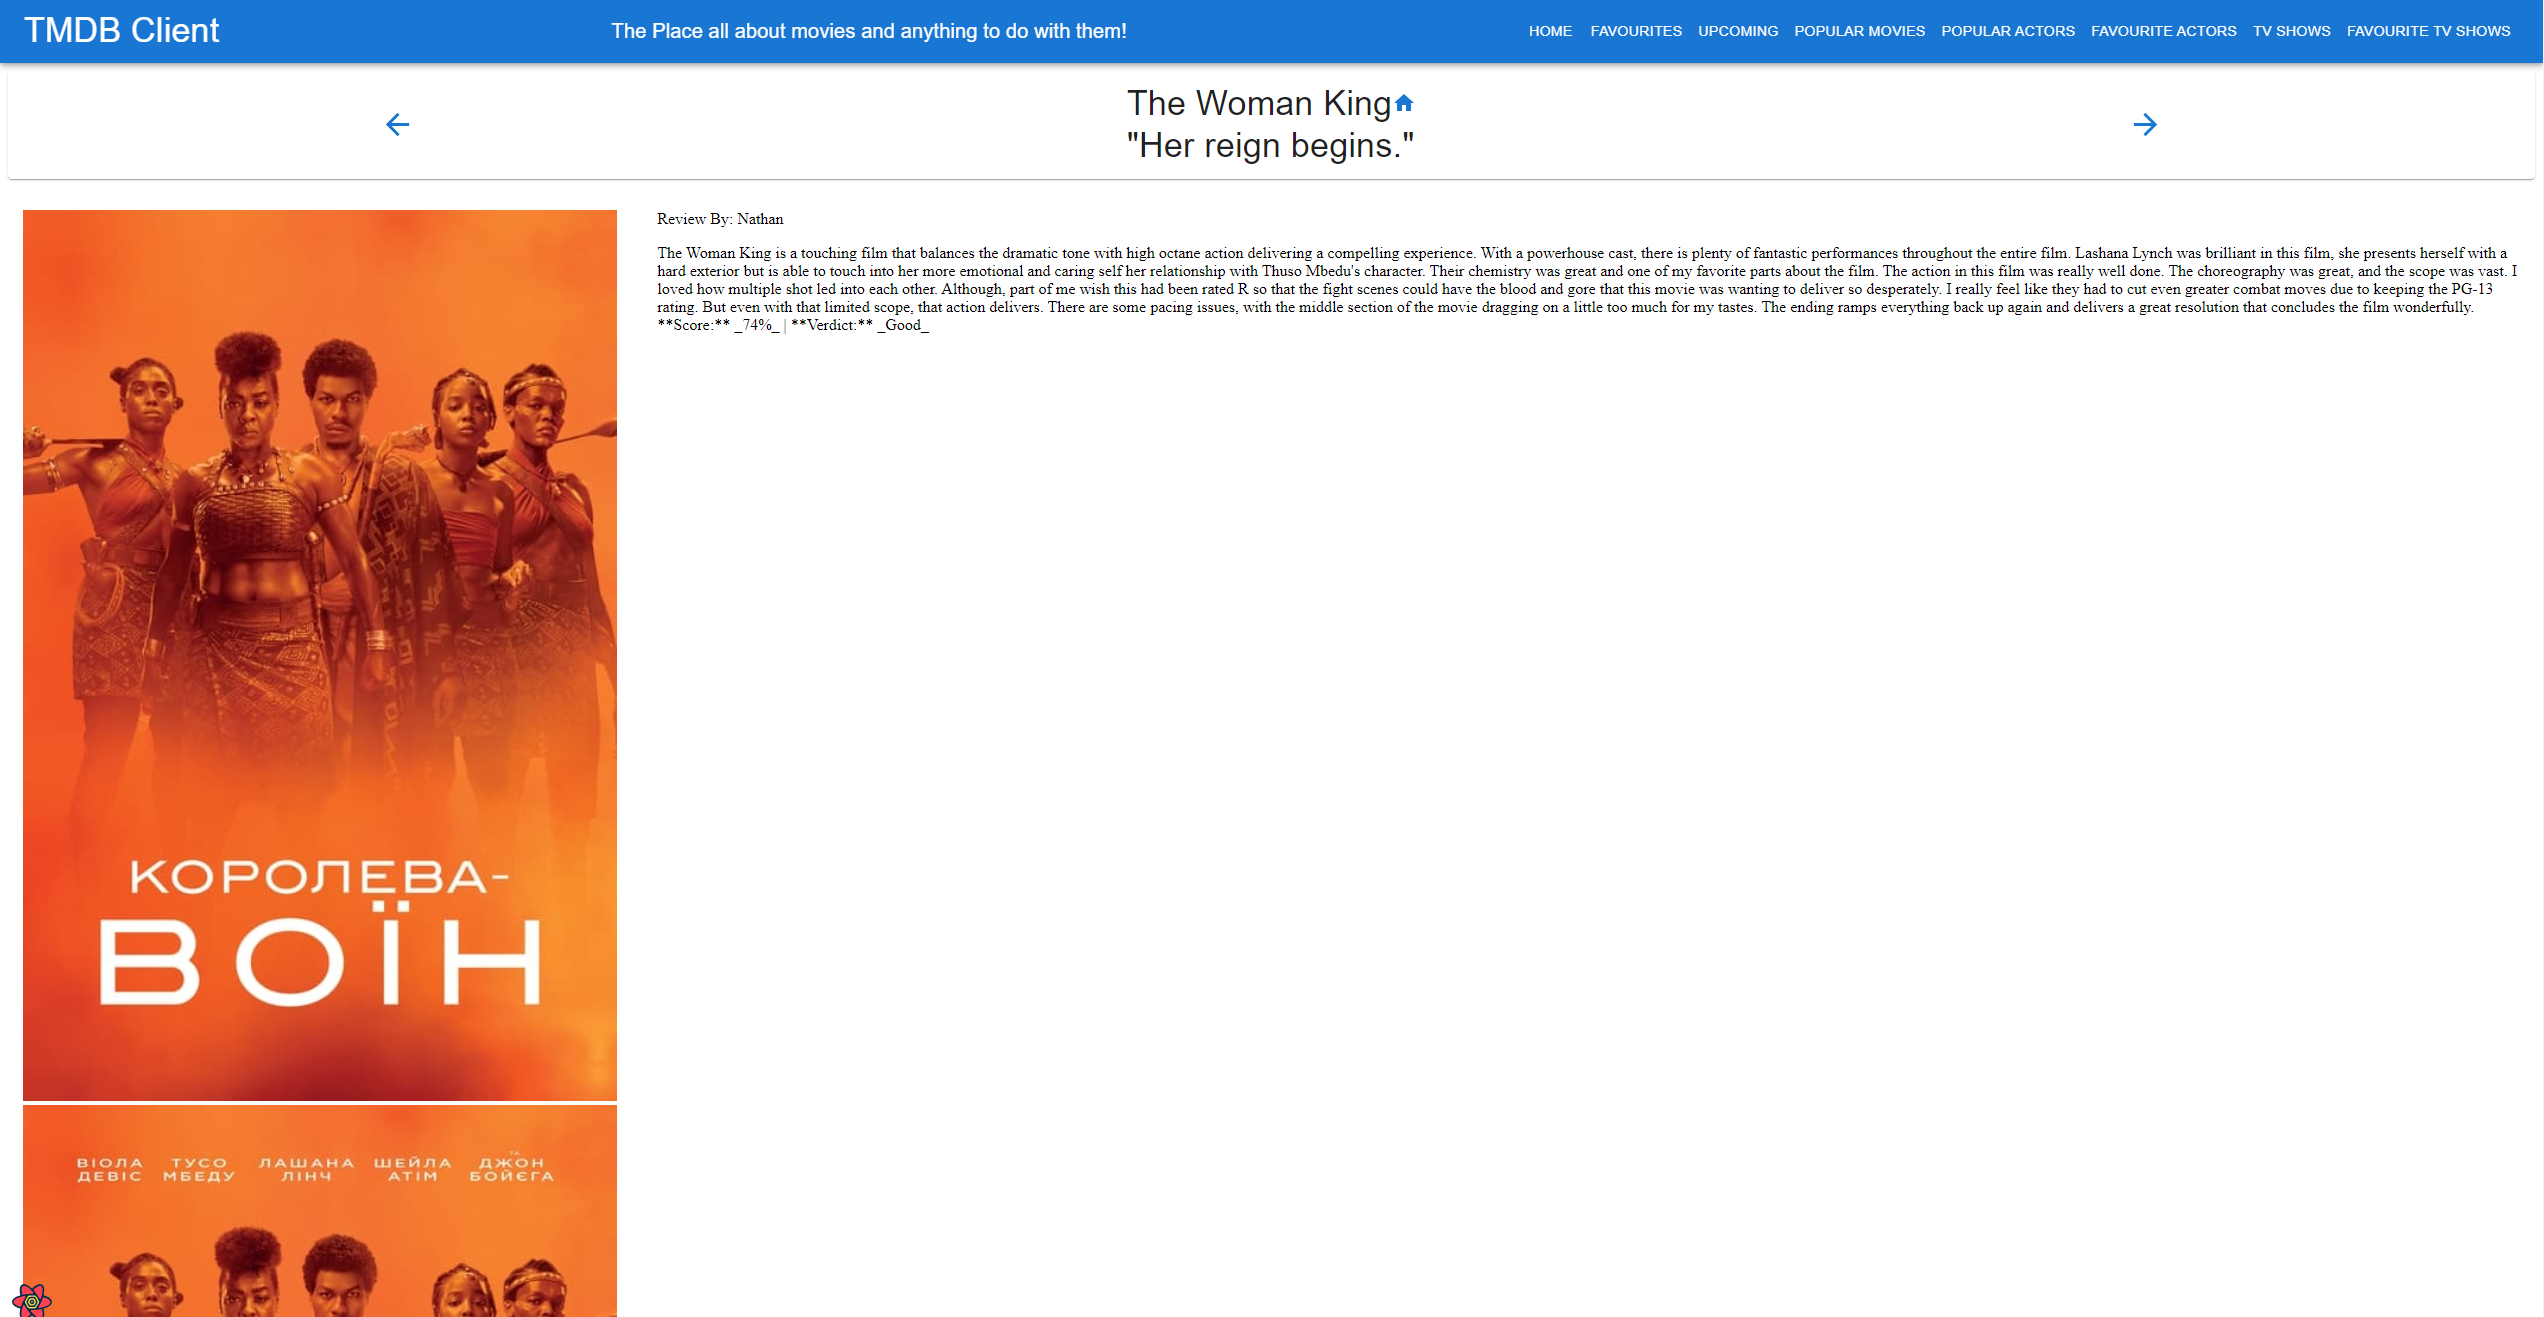 TMDB Client
The Place all about movies and anything to do with them!
HOME FAVOURITES UPCOMING POPULAR MOVIES POPULAR ACTORS FAVOURITE ACTORS TV SHOWS FAVOURITE TV SHOWS
The Woman King
"Her reign begins."
Review By: Nathan
The Woman King is a touching film that balances the dramatic tone with high octane action delivering a compelling experience. With a powerhouse cast, there is plenty of fantastic performances throughout the entire film. Lashana Lynch was brilliant in this film, she presents herself with a
hard exterior but is able to touch into her more emotional and caring self her relationship with Thuso Mbedu's character. Their chemistry was great and one of my favorite parts about the film. The action in this film was really well done. The choreography was great, and the scope was vast. I
loved how multiple shot led into each other. Although, part of me wish this had been rated R so that the fight scenes could have the blood and gore that this movie was wanting to deliver so desperately. I really feel like they had to cut even greater combat moves due to keeping the PG-13
rating. But even with that limited scope, that action delivers. There are some pacing issues, with the middle section of the movie dragging on a little too much for my tastes. The ending ramps everything back up again and delivers a great resolution that concludes the film wonderfully.
**Score:** _74%_ | **Verdict:** _Good_
КОРОЛЕВА-
ВОЇН
ВІОЛА ДЕВІС
ТУСО МБЕДУ
ЛАШАНА ЛІНЧ
ШЕЙЛА АТІМ
ТА ДЖОН БОЙЄГА